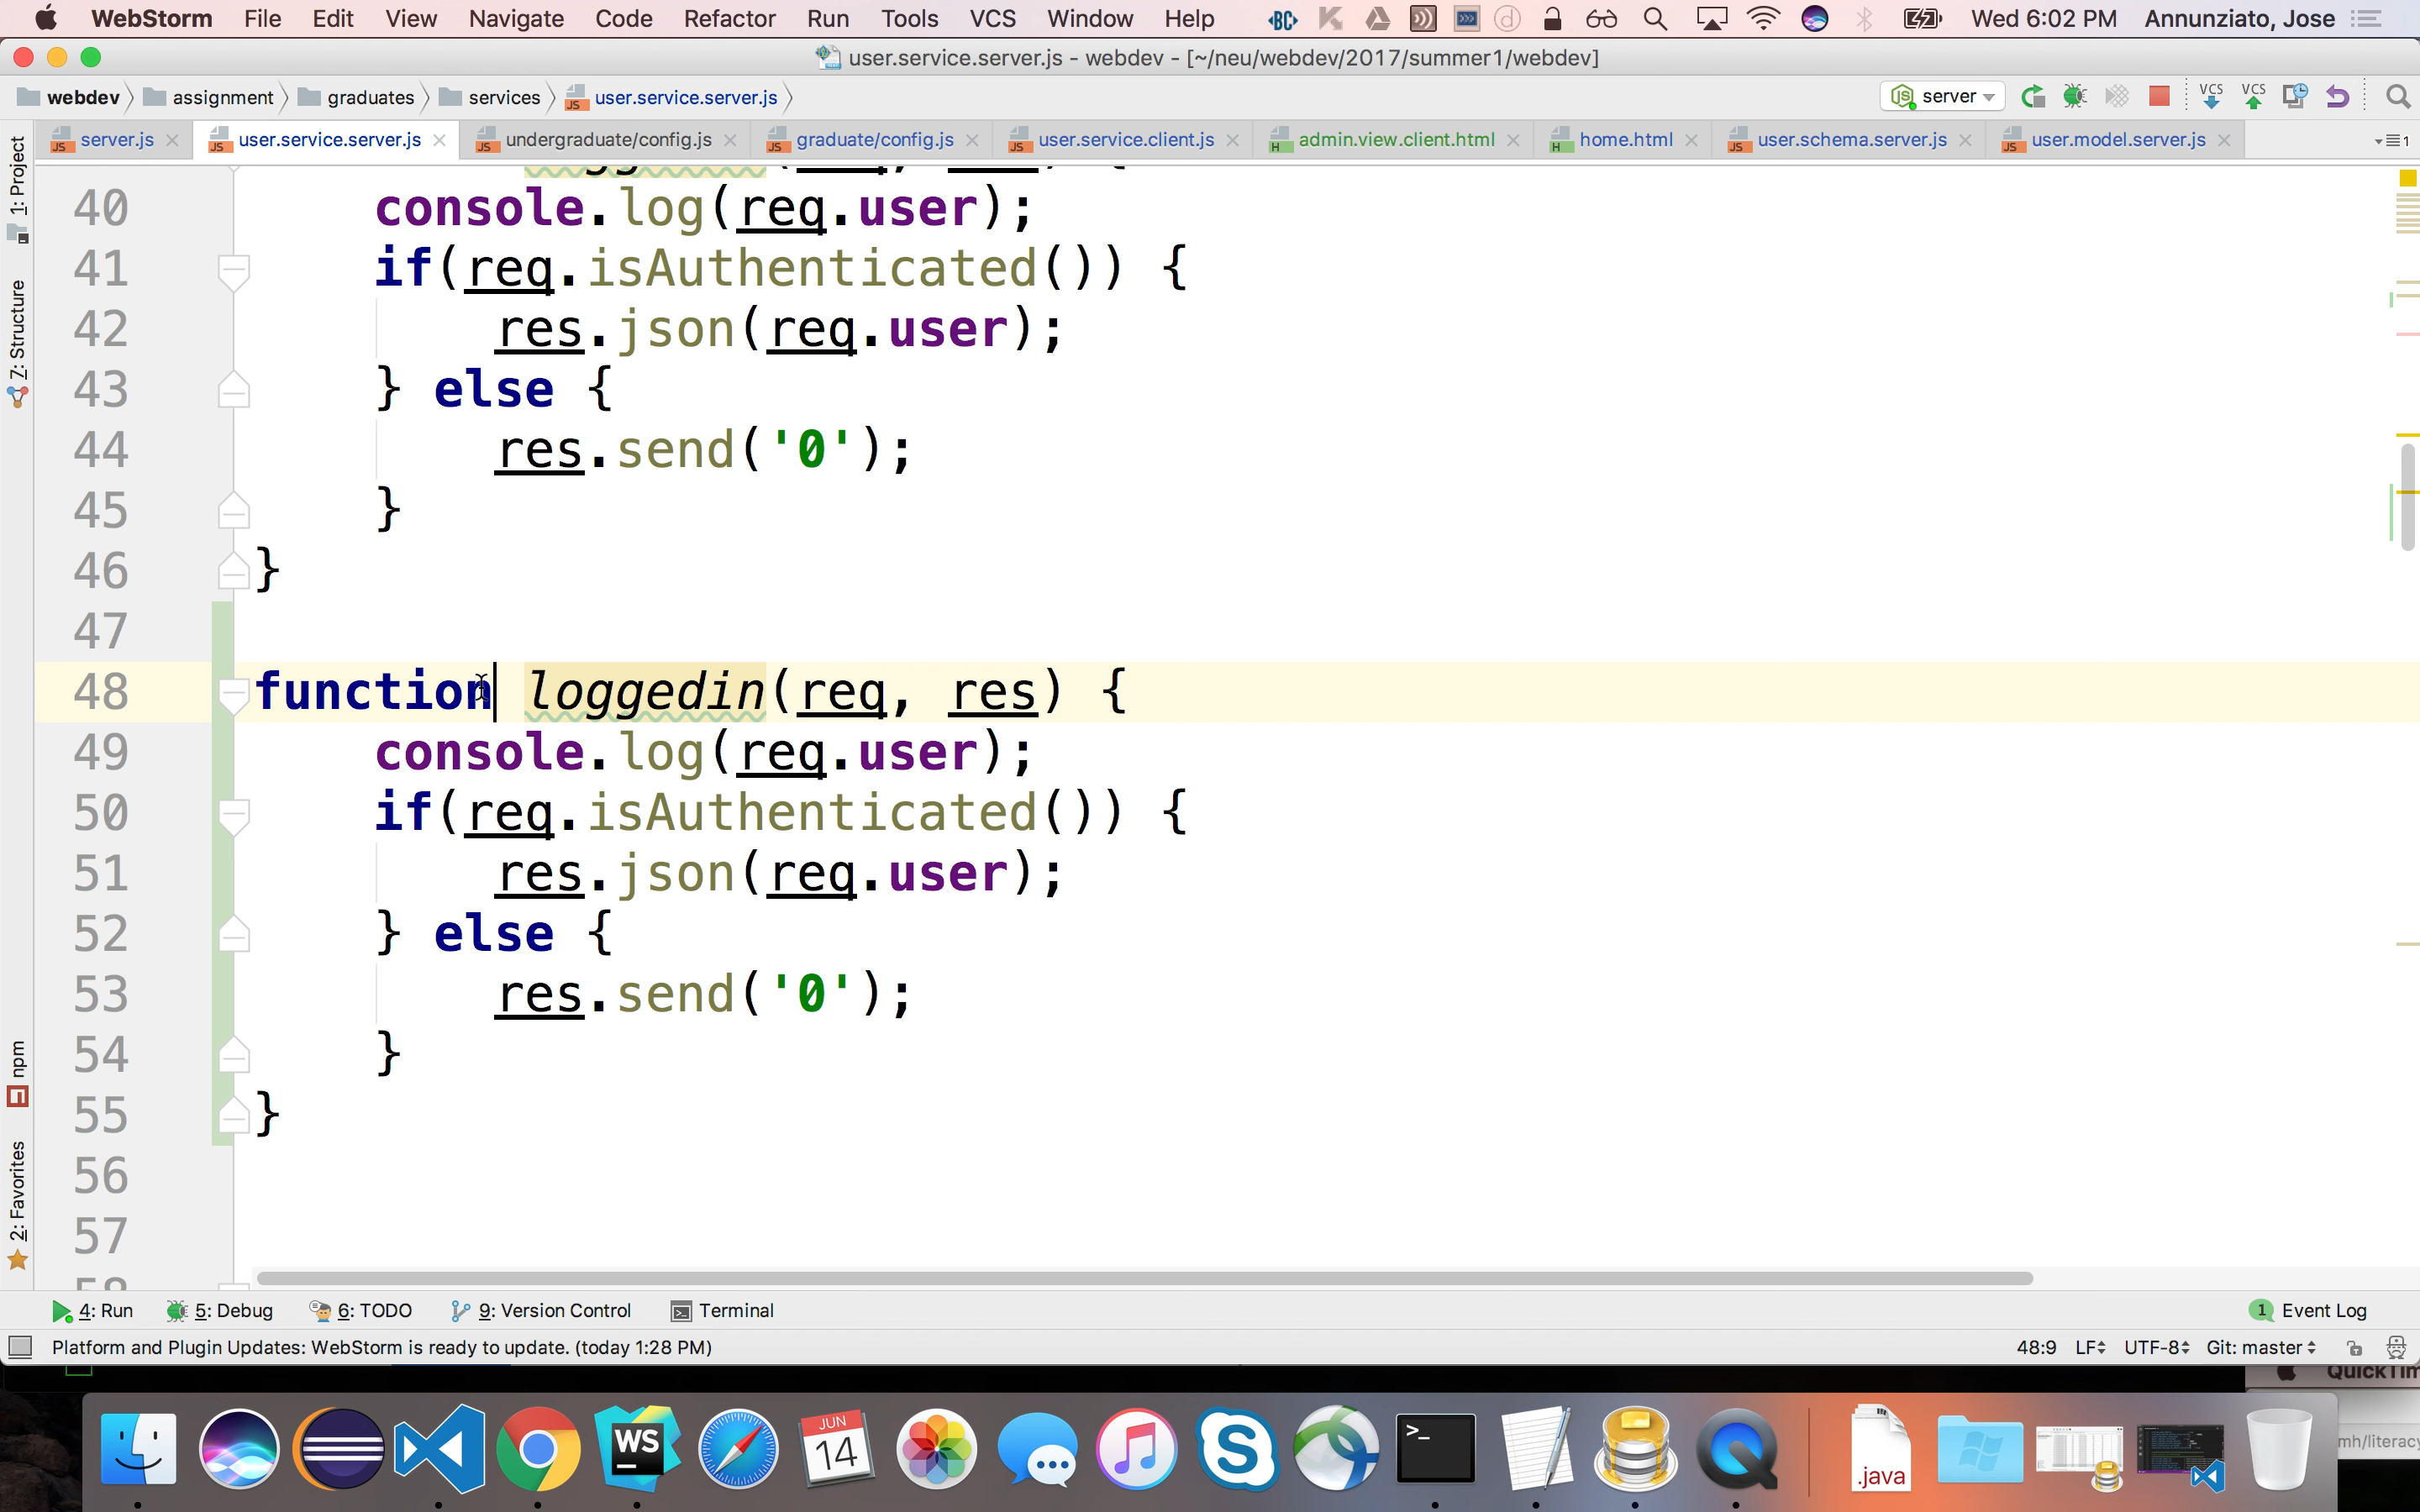 WebStorm File Edit View Navigate Code Refactor Run Tools VCS Window Help BC Wed 6:02 PM Annunziato, Jose
user.service.server.js - webdev - [~/neu/webdev/2017/summer1/webdev]
webdev assignment graduates services user.service.server.js server VCS VCS
server.js user.service.server.js undergraduate/config.js graduate/config.js user.service.client.js admin.view.client.html home.html user.schema.server.js user.model.server.js 1
1: Project
7: Structure
npm
2: Favorites
40 console.log(req.user);
41 if(req.isAuthenticated()) {
42 res.json(req.user);
43 } else {
44 res.send('0');
45 }
46 }
47
48 function loggedin(req, res) {
49 console.log(req.user);
50 if(req.isAuthenticated()) {
51 res.json(req.user);
52 } else {
53 res.send('0');
54 }
55 }
56
57
4: Run 5: Debug 6: TODO 9: Version Control Terminal 1 Event Log
Platform and Plugin Updates: WebStorm is ready to update. (today 1:28 PM) 48:9 LF UTF-8 Git: master
WS JUN 14 .java
mh/literacy